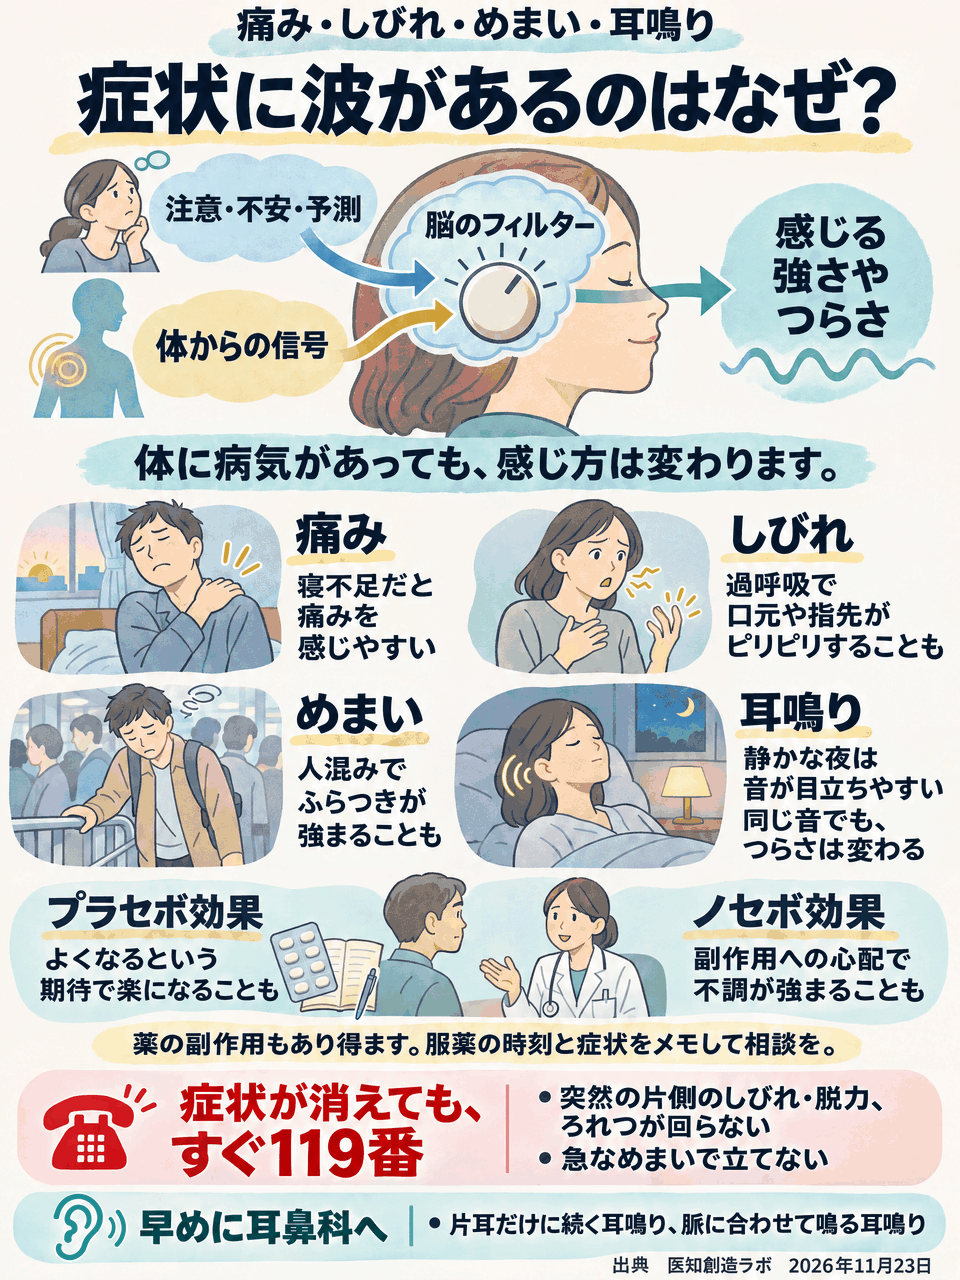 痛み・しびれ・めまい・耳鳴り
症状に波があるのはなぜ?
注意・不安・予測
脳のフィルター
体からの信号
感じる
強さや
つらさ
体に病気があっても、感じ方は変わります。
痛み
寝不足だと
痛みを
感じやすい
しびれ
過呼吸で
口元や指先が
ピリピリすることも
めまい
人混みで
ふらつきが
強まることも
耳鳴り
静かな夜は
音が目立ちやすい
同じ音でも、
つらさは変わる
プラセボ効果
よくなるという
期待で楽になることも
ノセボ効果
副作用への心配で
不調が強まることも
薬の副作用もあり得ます。服薬の時刻と症状をメモして相談を。
症状が消えても、
すぐ119番
・突然の片側のしびれ・脱力、
ろれつが回らない
・急なめまいで立てない
早めに耳鼻科へ
・片耳だけに続く耳鳴り、脈に合わせて鳴る耳鳴り
出典 医知創造ラボ 2026年11月23日